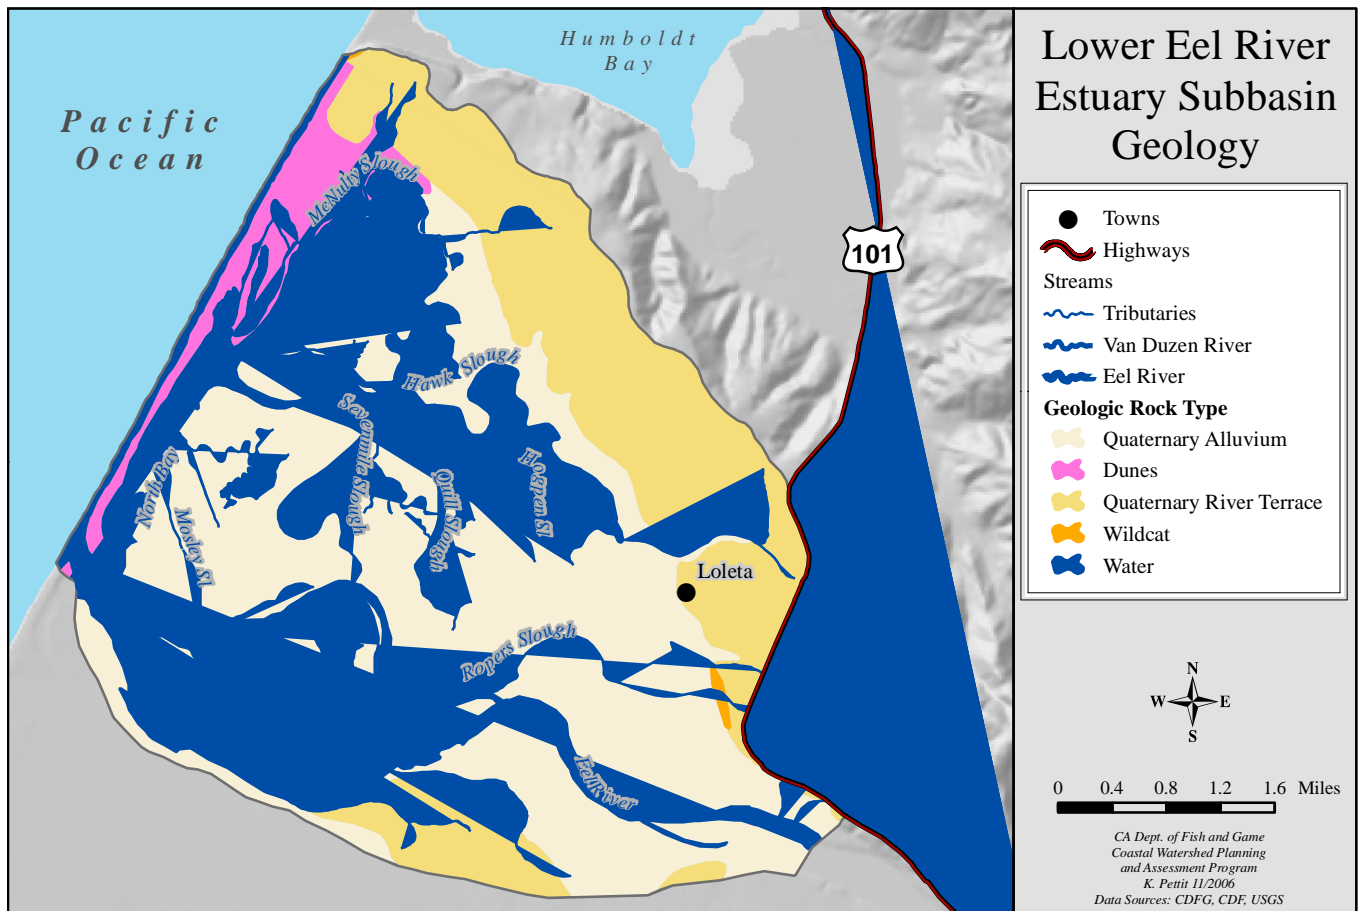 Lower Eel River
Estuary Subbasin
Geology
Humboldt
Bay
Pacific
Ocean
McNulty Slough
101
Hawk Slough
Sevenmile Slough
Hogpen Sl
North Bay
Quill Slough
Mosley Sl
Loleta
Ropers Slough
Eel River
Towns
Highways
Streams
Tributaries
Van Duzen River
Eel River
Geologic Rock Type
Quaternary Alluvium
Dunes
Quaternary River Terrace
Wildcat
Water
N
W E
S
0 0.4 0.8 1.2 1.6 Miles
CA Dept. of Fish and Game
Coastal Watershed Planning
and Assessment Program
K. Pettit 11/2006
Data Sources: CDFG, CDF, USGS